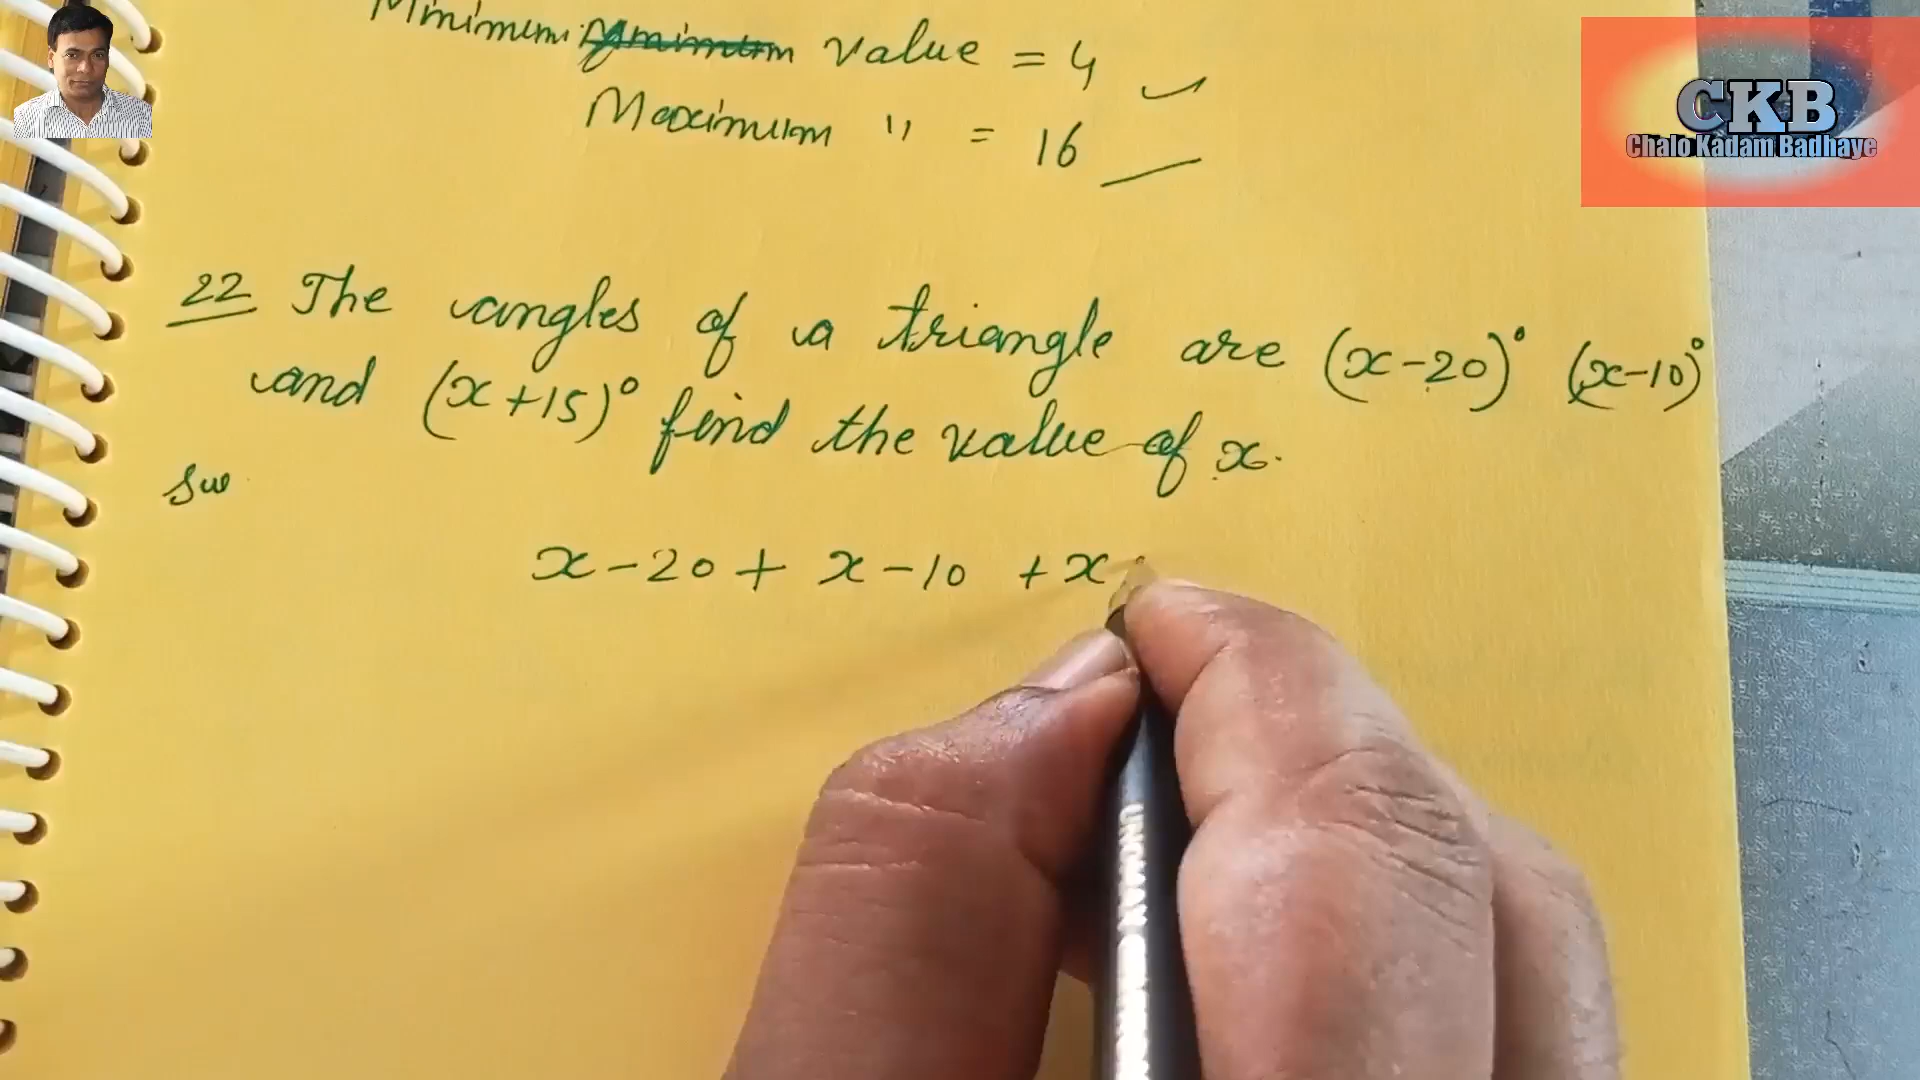 Minimum value = 4
Maximum " = 16
CKB
Chalo Kadam Badhaye
22 The angles of a triangle are (x-20)° (x-10)°
and (x+15)° find the value of x.
x-20+ x-10 +x
UNOMAX